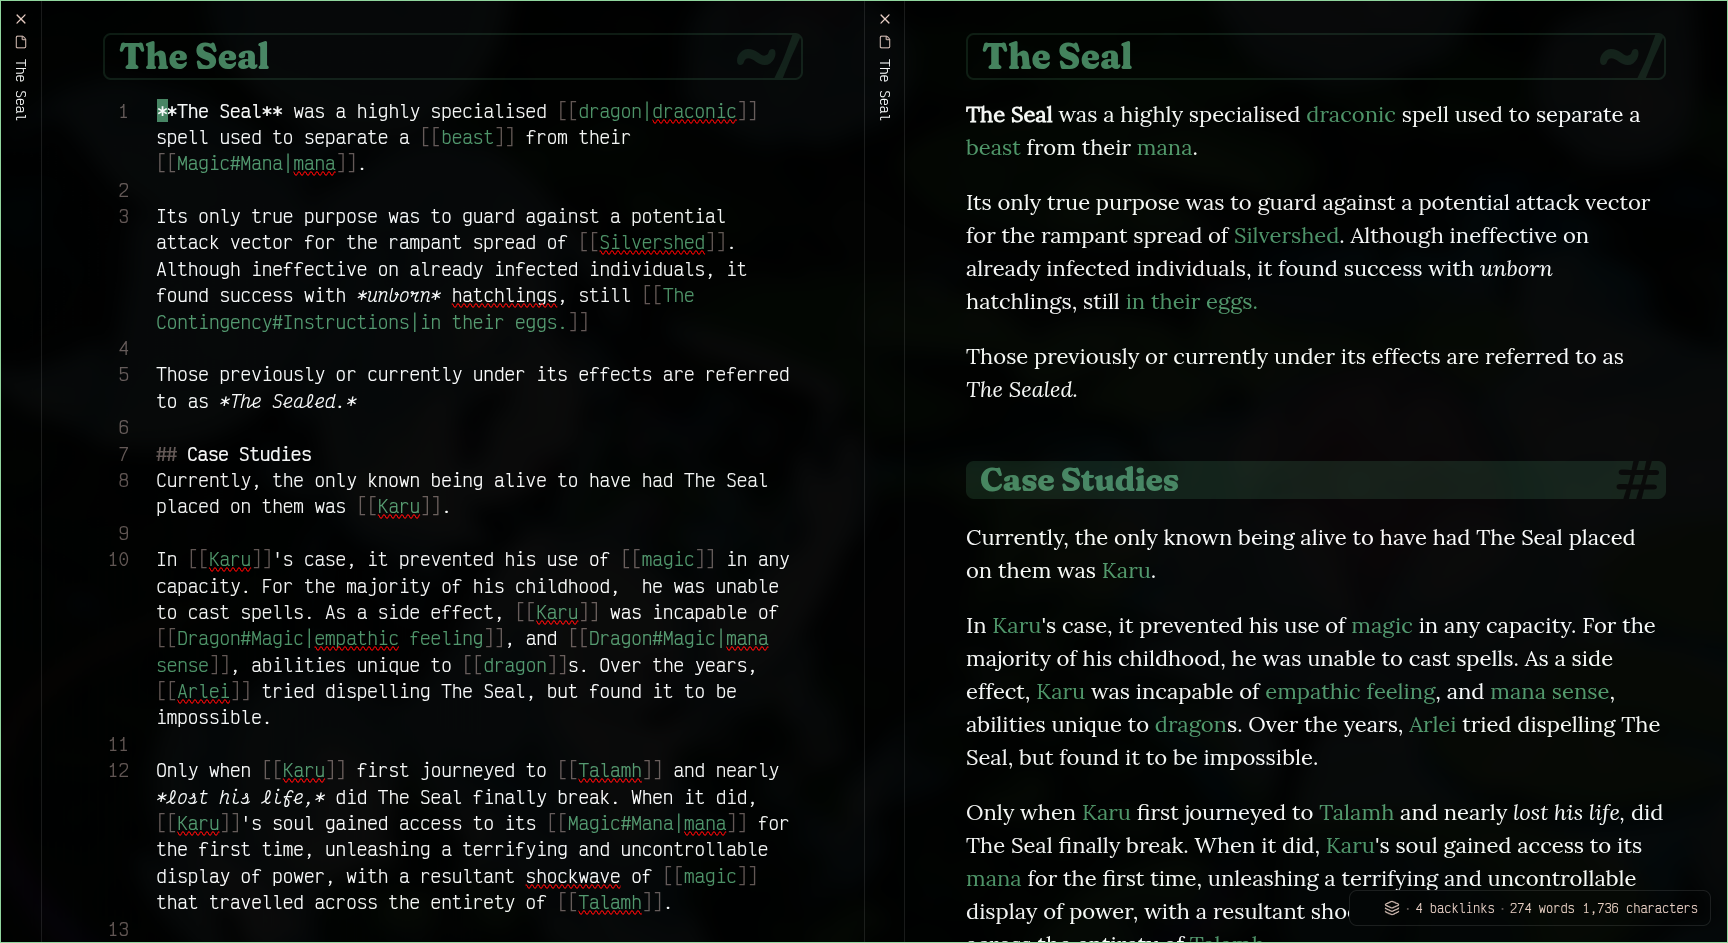 The Seal
The Seal ~/
1 **The Seal** was a highly specialised [[dragon|draconic]]
spell used to separate a [[beast]] from their
[[Magic#Mana|mana]].
2
3 Its only true purpose was to guard against a potential
attack vector for the rampant spread of [[Silvershed]].
Although ineffective on already infected individuals, it
found success with *unborn* hatchlings, still [[The
Contingency#Instructions|in their eggs.]]
4
5 Those previously or currently under its effects are referred
to as *The Sealed.*
6
7 ## Case Studies
8 Currently, the only known being alive to have had The Seal
placed on them was [[Karu]].
9
10 In [[Karu]]'s case, it prevented his use of [[magic]] in any
capacity. For the majority of his childhood,  he was unable
to cast spells. As a side effect, [[Karu]] was incapable of
[[Dragon#Magic|empathic feeling]], and [[Dragon#Magic|mana
sense]], abilities unique to [[dragon]]s. Over the years,
[[Arlei]] tried dispelling The Seal, but found it to be
impossible.
11
12 Only when [[Karu]] first journeyed to [[Talamh]] and nearly
*lost his life,* did The Seal finally break. When it did,
[[Karu]]'s soul gained access to its [[Magic#Mana|mana]] for
the first time, unleashing a terrifying and uncontrollable
display of power, with a resultant shockwave of [[magic]]
that travelled across the entirety of [[Talamh]].
13
The Seal
The Seal ~/
The Seal was a highly specialised draconic spell used to separate a
beast from their mana.
Its only true purpose was to guard against a potential attack vector
for the rampant spread of Silvershed. Although ineffective on
already infected individuals, it found success with unborn
hatchlings, still in their eggs.
Those previously or currently under its effects are referred to as
The Sealed.
Case Studies #
Currently, the only known being alive to have had The Seal placed
on them was Karu.
In Karu's case, it prevented his use of magic in any capacity. For the
majority of his childhood, he was unable to cast spells. As a side
effect, Karu was incapable of empathic feeling, and mana sense,
abilities unique to dragons. Over the years, Arlei tried dispelling The
Seal, but found it to be impossible.
Only when Karu first journeyed to Talamh and nearly lost his life, did
The Seal finally break. When it did, Karu's soul gained access to its
mana for the first time, unleashing a terrifying and uncontrollable
display of power, with a resultant sho
across the entirety of Talamh
· 4 backlinks · 274 words 1,736 characters